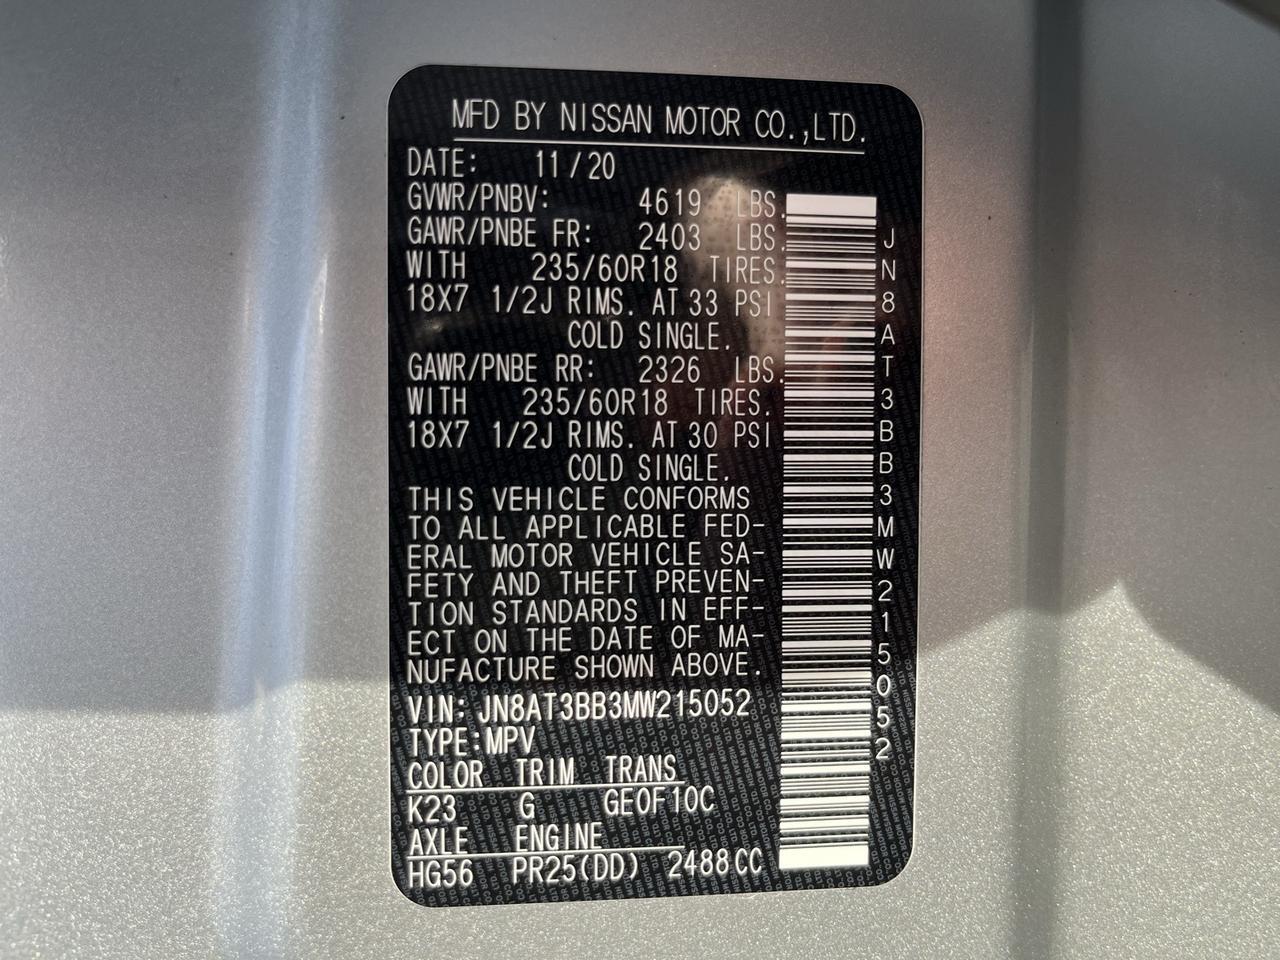 MFD BY NISSAN MOTOR CO.,LTD.
DATE: 11/20
GVWR/PNBV: 4619 LBS.
GAWR/PNBE FR: 2403 LBS.
WITH 235/60R18 TIRES.
18X7 1/2J RIMS. AT 33 PSI
COLD SINGLE.
GAWR/PNBE RR: 2326 LBS.
WITH 235/60R18 TIRES.
18X7 1/2J RIMS. AT 30 PSI
COLD SINGLE.
THIS VEHICLE CONFORMS
TO ALL APPLICABLE FED-
ERAL MOTOR VEHICLE SA-
FETY AND THEFT PREVEN-
TION STANDARDS IN EFF-
ECT ON THE DATE OF MA-
NUFACTURE SHOWN ABOVE.
VIN: JN8AT3BB3MW215052
TYPE:MPV
COLOR TRIM TRANS
K23 G GE0F10C
AXLE ENGINE
HG56 PR25(DD) 2488CC
JN8AT3BB3MW215052